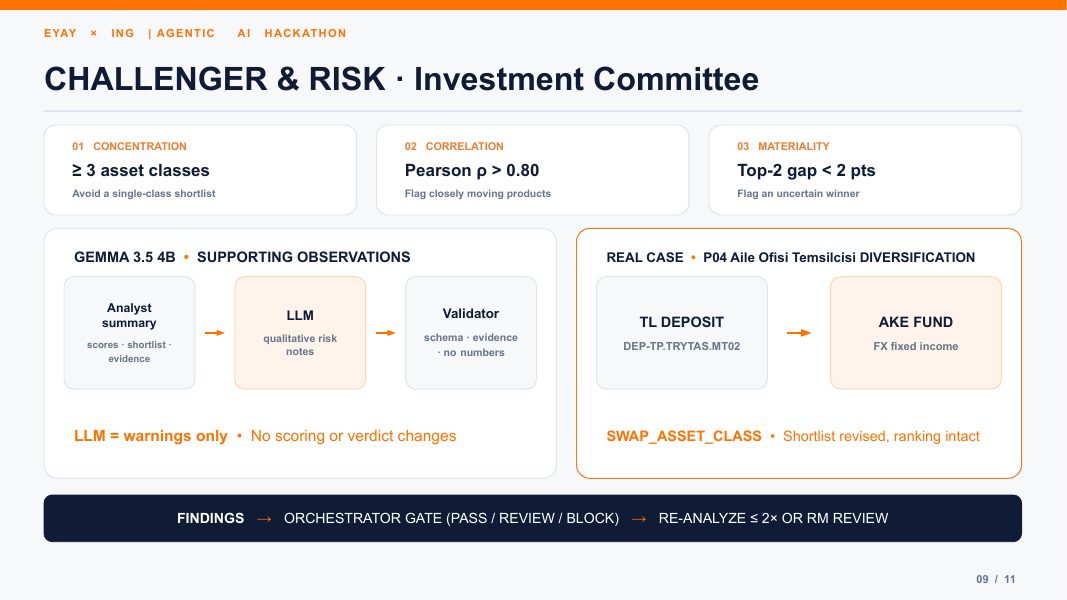 EYAY × ING | AGENTIC AI HACKATHON
CHALLENGER & RISK · Investment Committee
01 CONCENTRATION
≥ 3 asset classes
Avoid a single-class shortlist
02 CORRELATION
Pearson ρ > 0.80
Flag closely moving products
03 MATERIALITY
Top-2 gap < 2 pts
Flag an uncertain winner
GEMMA 3.5 4B • SUPPORTING OBSERVATIONS
Analyst
summary
scores · shortlist ·
evidence
LLM
qualitative risk
notes
Validator
schema · evidence
· no numbers
LLM = warnings only • No scoring or verdict changes
REAL CASE • P04 Aile Ofisi Temsilcisi DIVERSIFICATION
TL DEPOSIT
DEP-TP.TRYTAS.MT02
AKE FUND
FX fixed income
SWAP_ASSET_CLASS • Shortlist revised, ranking intact
FINDINGS → ORCHESTRATOR GATE (PASS / REVIEW / BLOCK) → RE-ANALYZE ≤ 2× OR RM REVIEW
09 / 11